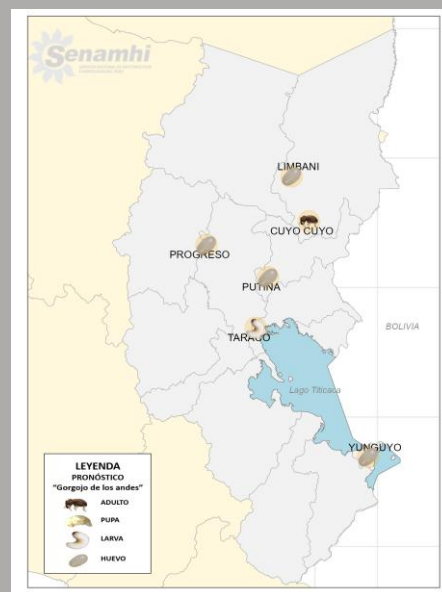 Senamhi
LIMBANI
CUYO CUYO
PROGRESO
PUTINA
TARACO
BOLIVIA
Lago Titicaca
YUNGUYO
LEYENDA
PRONÓSTICO
"Gorgojo de los andes"
ADULTO
PUPA
LARVA
HUEVO